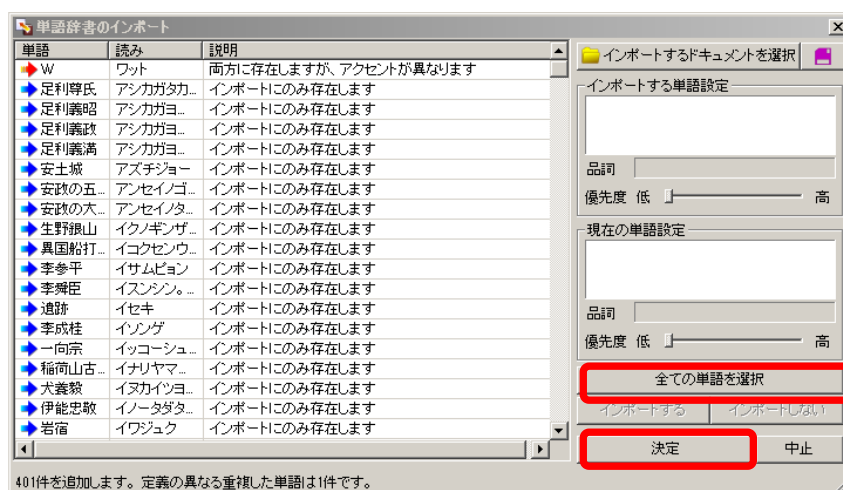 単語辞書のインポート
単語 読み 説明
W ワット 両方に存在しますが、アクセントが異なります
足利尊氏 アシカガタカ... インポートにのみ存在します
足利義昭 アシカガヨ... インポートにのみ存在します
足利義政 アシカガヨ... インポートにのみ存在します
足利義満 アシカガヨ... インポートにのみ存在します
安土城 アズチジョー インポートにのみ存在します
安政の五... アンセイノゴ... インポートにのみ存在します
安政の大... アンセイノタ... インポートにのみ存在します
生野銀山 イクノギンザ... インポートにのみ存在します
異国船打... イコクセンウ... インポートにのみ存在します
李参平 イサムピョン インポートにのみ存在します
李舜臣 イスンシン。... インポートにのみ存在します
遺跡 イセキ インポートにのみ存在します
李成桂 イソンゲ インポートにのみ存在します
一向宗 イッコーシュ... インポートにのみ存在します
稲荷山古... イナリヤマ... インポートにのみ存在します
犬養毅 イヌカイツヨ... インポートにのみ存在します
伊能忠敬 イノータダタ... インポートにのみ存在します
岩宿 イワジュク インポートにのみ存在します
401件を追加します。定義の異なる重複した単語は1件です。
インポートするドキュメントを選択
インポートする単語設定
品詞
優先度 低 高
現在の単語設定
品詞
優先度 低 高
全ての単語を選択
インポートする インポートしない
決定 中止